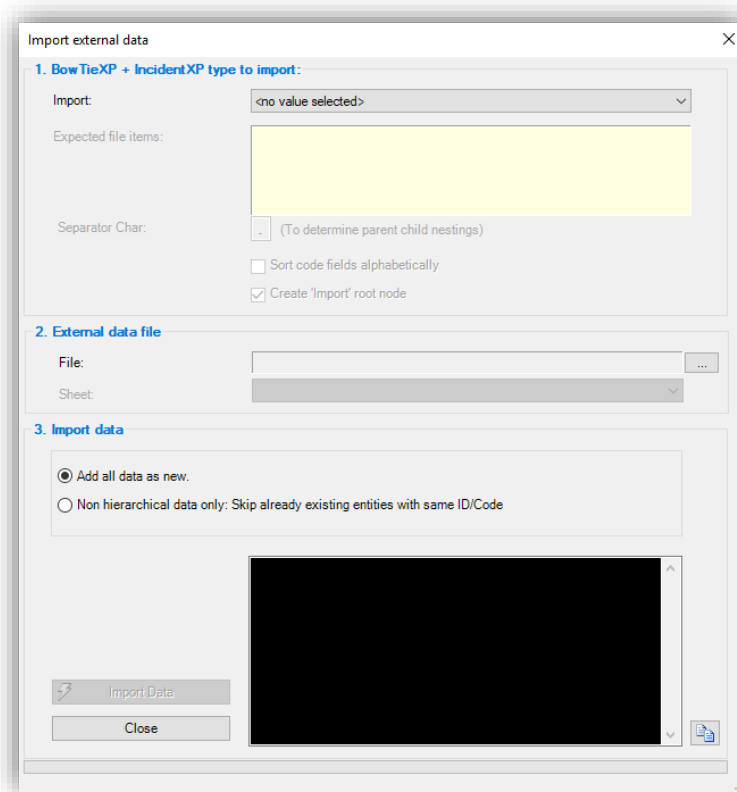 Import external data
1. BowTieXP + IncidentXP type to import:
Import: <no value selected>
Expected file items:
Separator Char: . (To determine parent child nestings)
Sort code fields alphabetically
Create 'Import' root node
2. External data file
File: ...
Sheet:
3. Import data
Add all data as new.
Non hierarchical data only: Skip already existing entities with same ID/Code
Import Data
Close